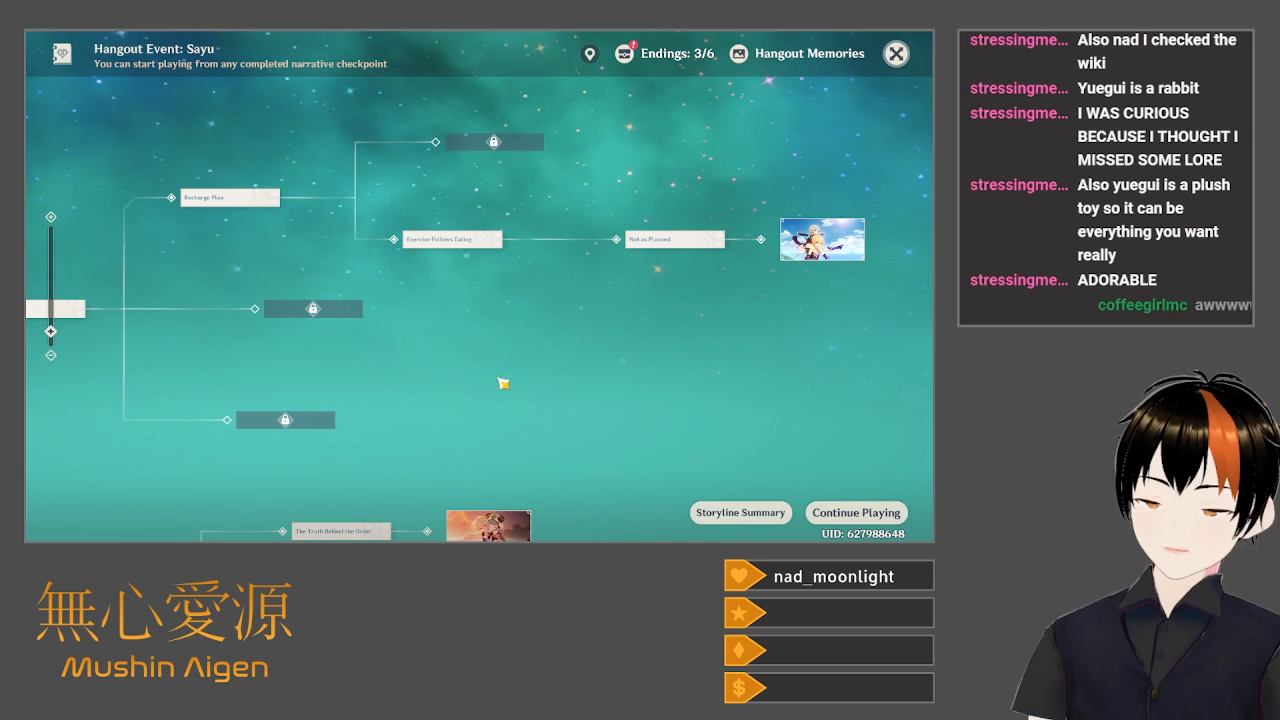 Hangout Event: Sayu
You can start playing from any completed narrative checkpoint
Endings: 3/6
Hangout Memories
Recharge Plan
Exercise Follows Eating
Not as Planned
The Truth Behind the Order
Storyline Summary
Continue Playing
UID: 627988648
stressingme... Also nad I checked the
wiki
stressingme... Yuegui is a rabbit
stressingme... I WAS CURIOUS
BECAUSE I THOUGHT I
MISSED SOME LORE
stressingme... Also yuegui is a plush
toy so it can be
everything you want
really
stressingme... ADORABLE
coffeegirlmc awwww
nad_moonlight
無心愛源
Mushin Aigen